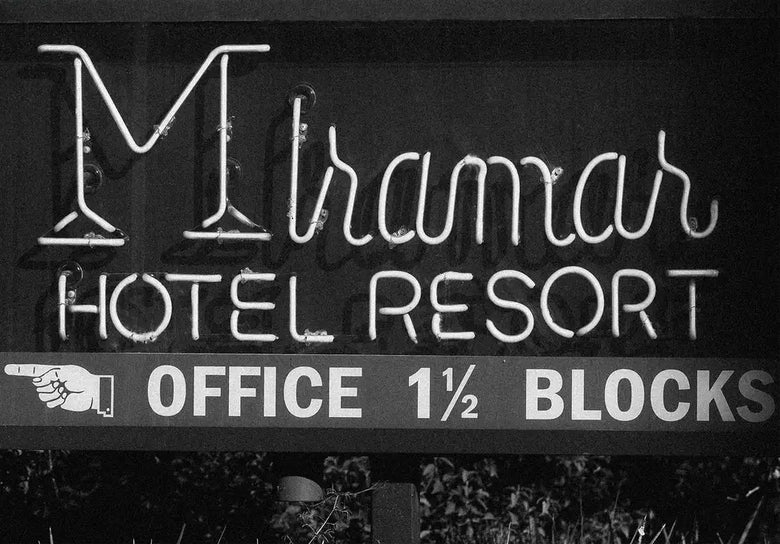 Miramar
HOTEL RESORT
OFFICE 1½ BLOCKS